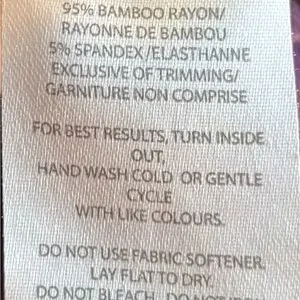 95% BAMBOO RAYON/
RAYONNE DE BAMBOU
5% SPANDEX /ELASTHANNE
EXCLUSIVE OF TRIMMING/
GARNITURE NON COMPRISE
FOR BEST RESULTS, TURN INSIDE
OUT,
HAND WASH COLD OR GENTLE
CYCLE
WITH LIKE COLOURS.
DO NOT USE FABRIC SOFTENER.
LAY FLAT TO DRY.
DO NOT BLEACH. DO NOT